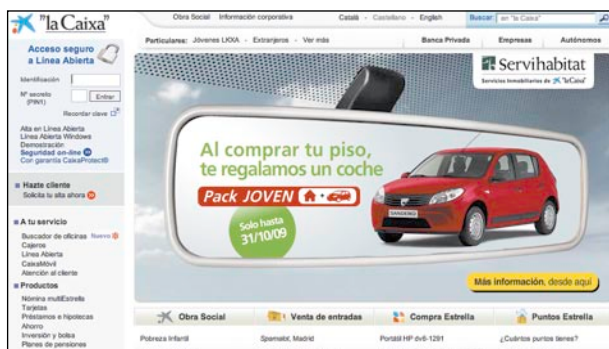 "la Caixa"
Obra Social Información corporativa Català - Castellano - English Buscar en "la Caixa"
Particulares: Jóvenes LKXA - Extranjeros - Ver más Banca Privada Empresas Autónomos
Acceso seguro
a Línea Abierta
Identificación
Nº secreto
(PIN1)
Entrar
Recordar clave
Alta en Línea Abierta
Línea Abierta Windows
Demostración
Seguridad on-line
Con garantía CaixaProtect®
Hazte cliente
Solicita tu alta ahora
A tu servicio
Buscador de oficinas Nuevo
Cajeros
Línea Abierta
CaixaMóvil
Atención al cliente
Productos
Nómina multiEstrella
Tarjetas
Préstamos e hipotecas
Ahorro
Inversión y bolsa
Planes de pensiones
Servihabitat
Servicios Inmobiliarios de "la Caixa"
Al comprar tu piso,
te regalamos un coche
Pack JOVEN
Solo hasta
31/10/09
SANDERO
Más información, desde aquí
Obra Social Venta de entradas Compra Estrella Puntos Estrella
Pobreza Infantil Spamalot, Madrid Portátil HP dv6-1291 ¿Cuántos puntos tienes?